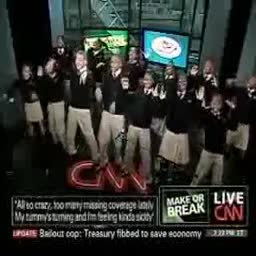 CNN
"All so crazy, too many missing coverage lately
My tummy's turning and I'm feeling kinda sickly"
MAKE OR
BREAK
LIVE
CNN
UPDATE Bailout cop: Treasury fibbed to save economy